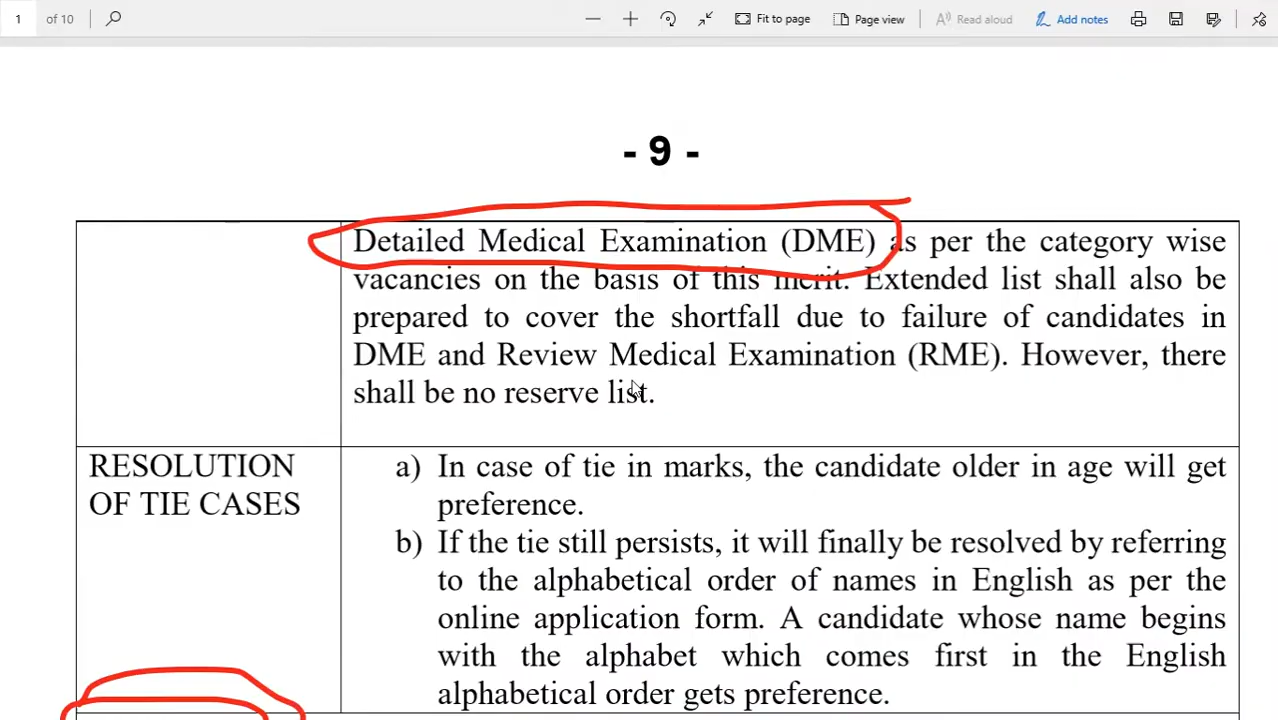 1 of 10 Fit to page Page view Read aloud Add notes
- 9 -
Detailed Medical Examination (DME) as per the category wise
vacancies on the basis of this merit. Extended list shall also be
prepared to cover the shortfall due to failure of candidates in
DME and Review Medical Examination (RME). However, there
shall be no reserve list.
RESOLUTION
OF TIE CASES
a) In case of tie in marks, the candidate older in age will get
preference.
b) If the tie still persists, it will finally be resolved by referring
to the alphabetical order of names in English as per the
online application form. A candidate whose name begins
with the alphabet which comes first in the English
alphabetical order gets preference.